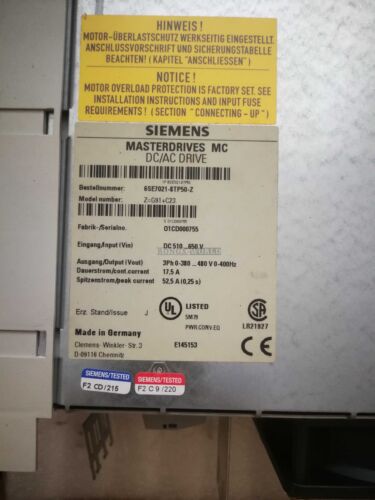 HINWEIS !
MOTOR-ÜBERLASTSCHUTZ WERKSEITIG EINGESTELLT.
ANSCHLUSSVORSCHRIFT UND SICHERUNGSTABELLE
BEACHTEN! ( KAPITEL "ANSCHLIESSEN" )
NOTICE !
MOTOR OVERLOAD PROTECTION IS FACTORY SET. SEE
INSTALLATION INSTRUCTIONS AND INPUT FUSE
REQUIREMENTS ! ( SECTION "CONNECTING - UP" )
SIEMENS
MASTERDRIVES MC
DC/AC DRIVE
Bestellnummer: 6SE7021-8TP50-Z
Model number: Z=G91+C23
Fabrik-/Serialno. 01CD000755
Eingang/Input (Vin) DC 510...650 V
Ausgang/Output (Vout) 3Ph 0-380...480 V 0-400Hz
Dauerstrom/cont.current 17,5 A
Spitzenstrom/peak current 52,5 A (0,25 s)
Erz. Stand/Issue J
UL LISTED
5M79
PWR.CONV.EQ
LR21927
Made in Germany
Clemens-Winkler-Str. 3 E145153
D-09116 Chemnitz
SIEMENS/TESTED
F2 CD/215
SIEMENS/TESTED
F2 C 9 /220